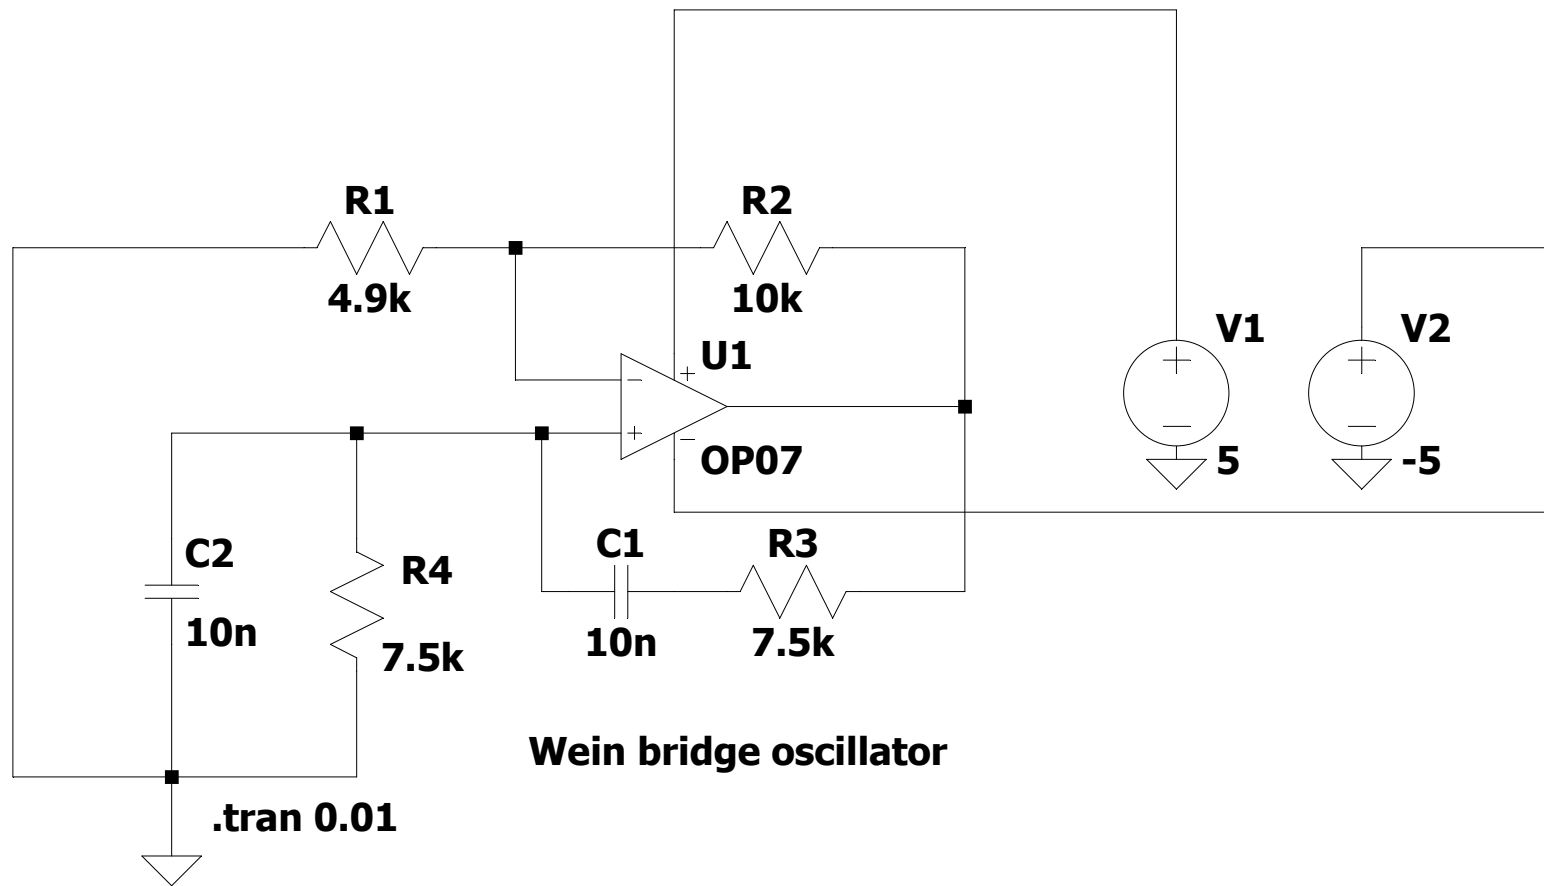 R1
4.9k
R2
10k
U1
OP07
V1
5
V2
-5
C2
10n
R4
7.5k
C1
10n
R3
7.5k
Wein bridge oscillator
.tran 0.01